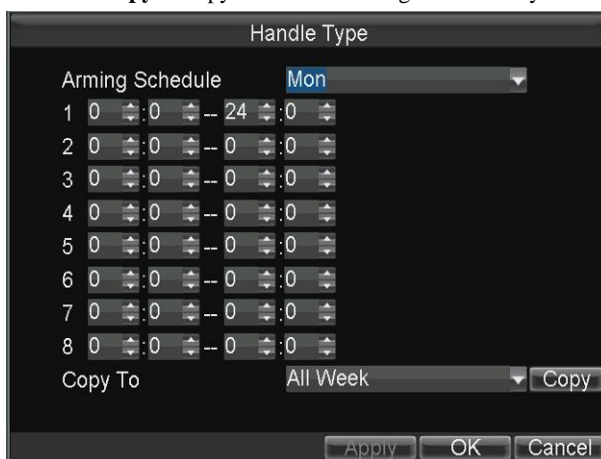 Handle Type
Arming Schedule Mon
1 0 :0 -- 24 :0
2 0 :0 -- 0 :0
3 0 :0 -- 0 :0
4 0 :0 -- 0 :0
5 0 :0 -- 0 :0
6 0 :0 -- 0 :0
7 0 :0 -- 0 :0
8 0 :0 -- 0 :0
Copy To All Week Copy
Apply OK Cancel